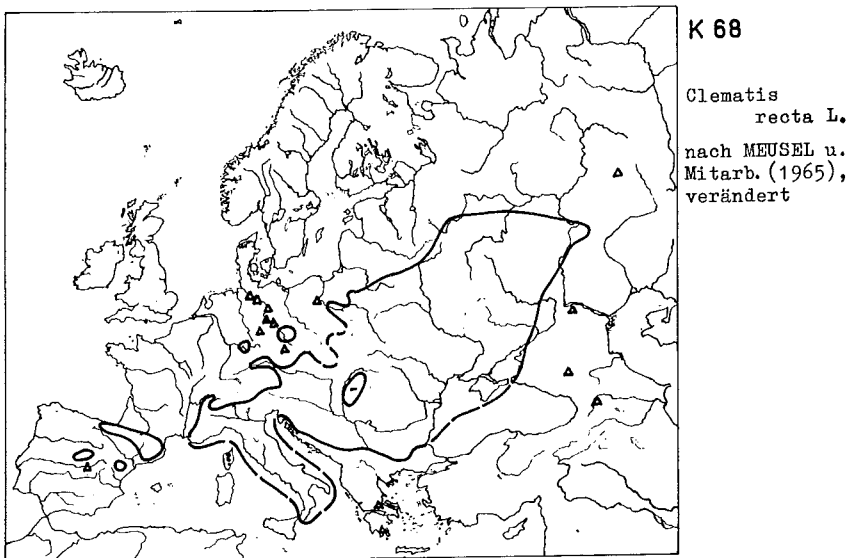 K 68
Clematis
recta L.
nach MEUSEL u.
Mitarb. (1965),
verändert